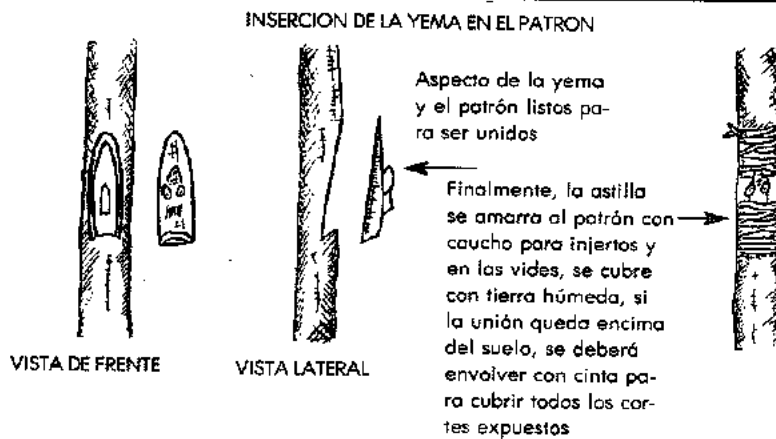 INSERCION DE LA YEMA EN EL PATRON
Aspecto de la yema
y el patrón listos pa-
ra ser unidos
Finalmente, la astilla
se amarra al patrón con
caucho para injertos y
en las vides, se cubre
con tierra húmeda, si
la unión queda encima
del suelo, se deberá
envolver con cinta pa-
ra cubrir todos los cor-
tes expuestos
VISTA DE FRENTE
VISTA LATERAL